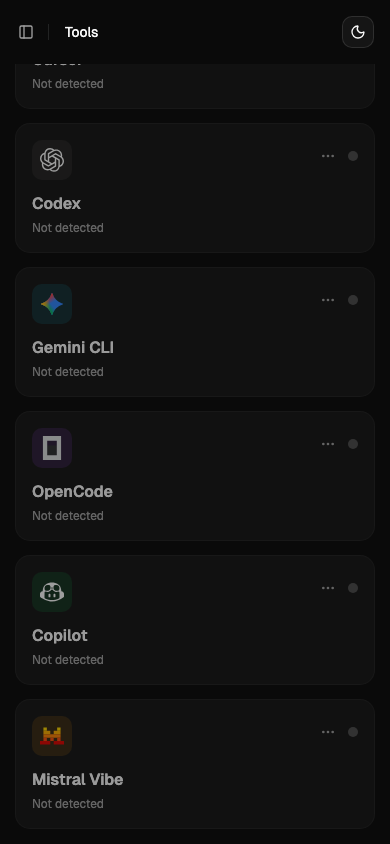 Tools
Not detected
Codex
Not detected
Gemini CLI
Not detected
OpenCode
Not detected
Copilot
Not detected
Mistral Vibe
Not detected